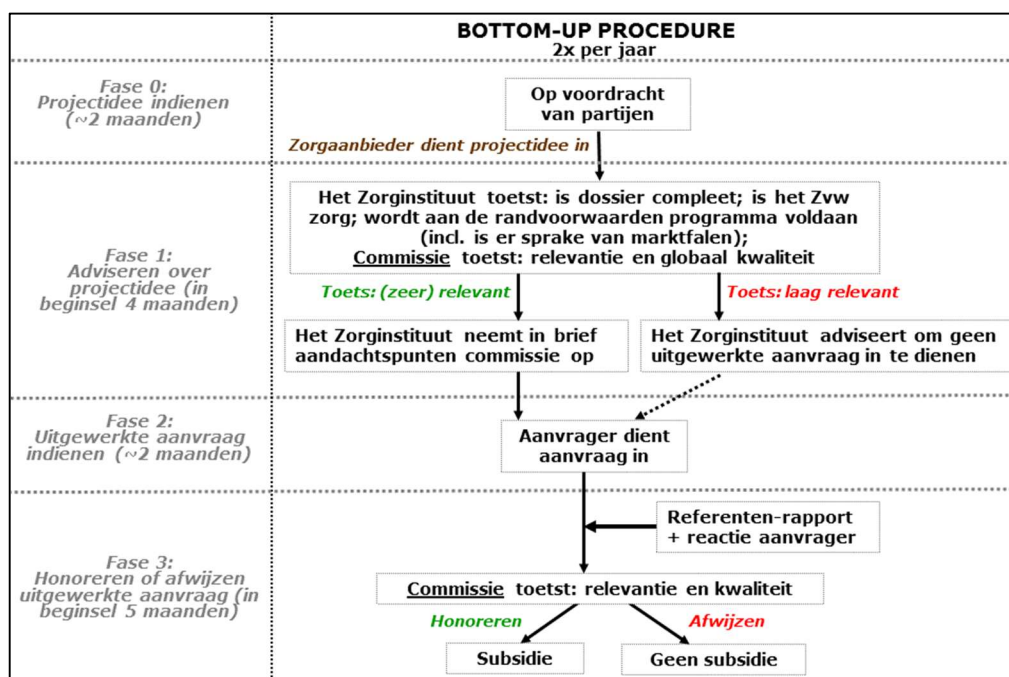 BOTTOM-UP PROCEDURE
2x per jaar
Fase 0:
Projectidee indienen
(~2 maanden)
Op voordracht
van partijen
Zorgaanbieder dient projectidee in
Fase 1:
Adviseren over
projectidee (in
beginsel 4 maanden)
Het Zorginstituut toetst: is dossier compleet; is het Zvw
zorg; wordt aan de randvoorwaarden programma voldaan
(incl. is er sprake van marktfalen);
Commissie toetst: relevantie en globaal kwaliteit
Toets: (zeer) relevant
Toets: laag relevant
Het Zorginstituut neemt in brief
aandachtspunten commissie op
Het Zorginstituut adviseert om geen
uitgewerkte aanvraag in te dienen
Fase 2:
Uitgewerkte aanvraag
indienen (~2 maanden)
Aanvrager dient
aanvraag in
Fase 3:
Honoreren of afwijzen
uitgewerkte aanvraag (in
beginsel 5 maanden)
Referenten-rapport
+ reactie aanvrager
Commissie toetst: relevantie en kwaliteit
Honoreren
Afwijzen
Subsidie
Geen subsidie